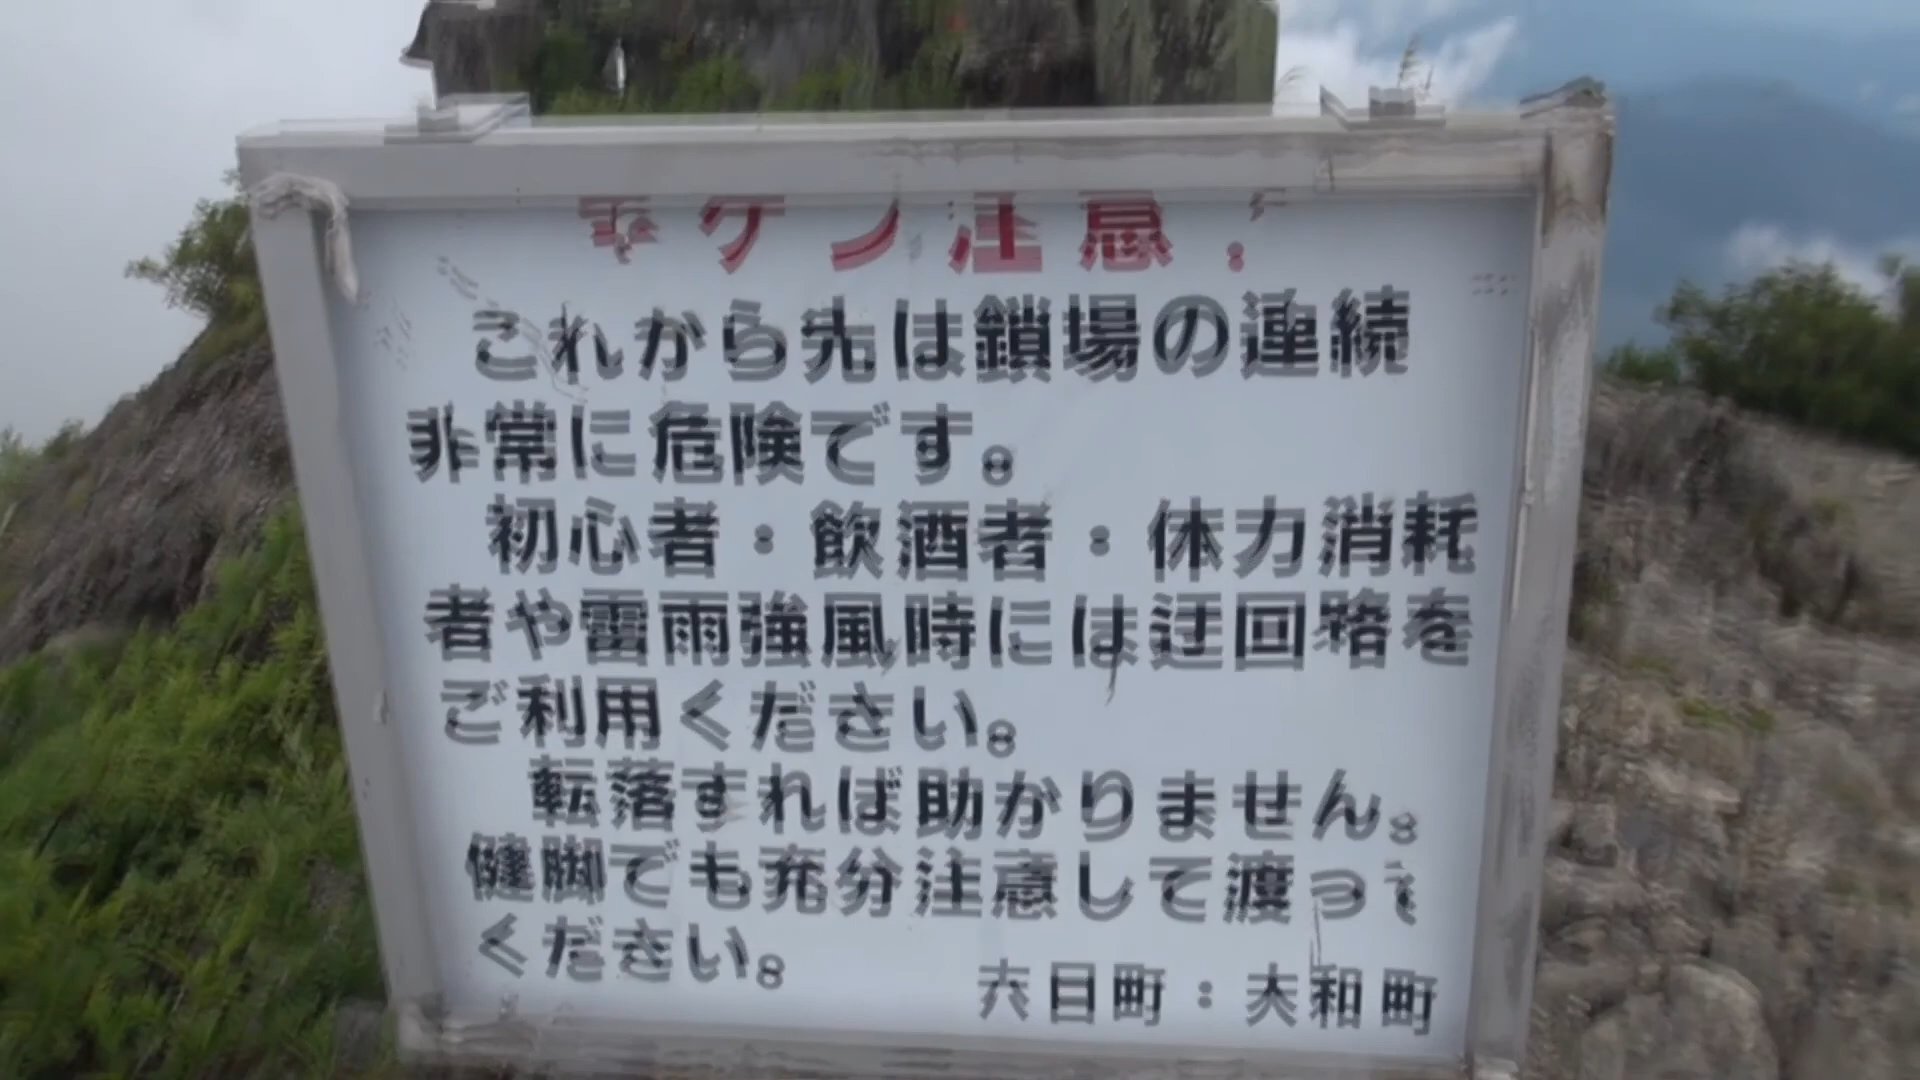 キケン注意!
これから先は鎖場の連続
非常に危険です。
初心者・飲酒者・体力消耗
者や雷雨強風時には迂回路を
ご利用ください。
転落すれば助かりません。
健脚でも充分注意して渡って
ください。
六日町・大和町